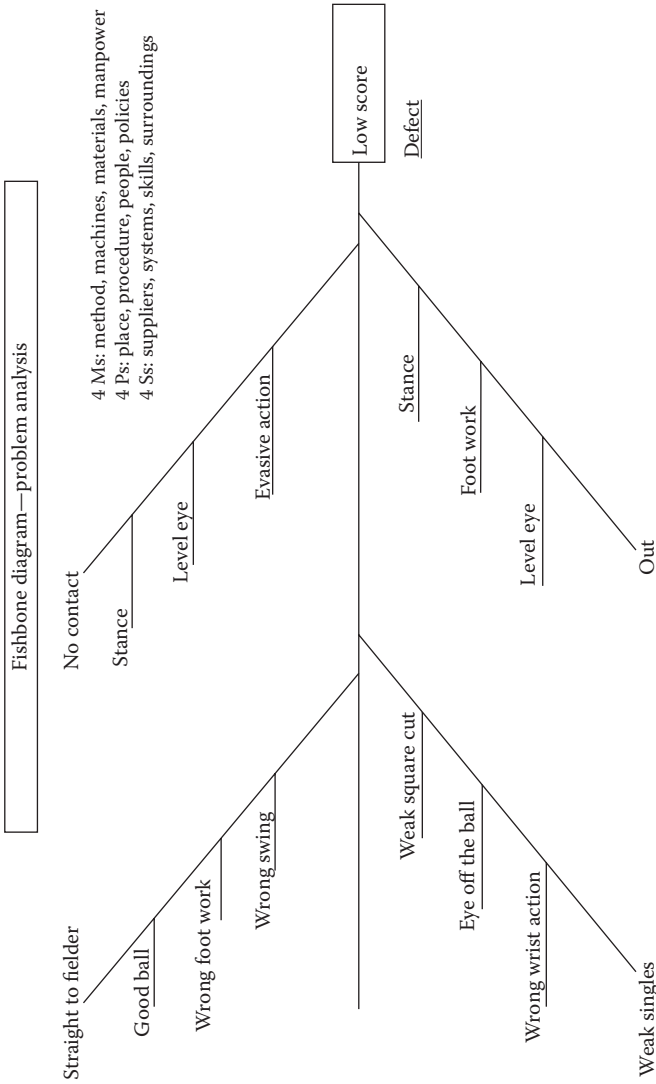 Fishbone diagram—problem analysis
4 Ms: method, machines, materials, manpower
4 Ps: place, procedure, people, policies
4 Ss: suppliers, systems, skills, surroundings
Straight to fielder
Good ball
Wrong foot work
Wrong swing
No contact
Stance
Level eye
Evasive action
Low score
Defect
Weak square cut
Eye off the ball
Wrong wrist action
Weak singles
Stance
Foot work
Level eye
Out